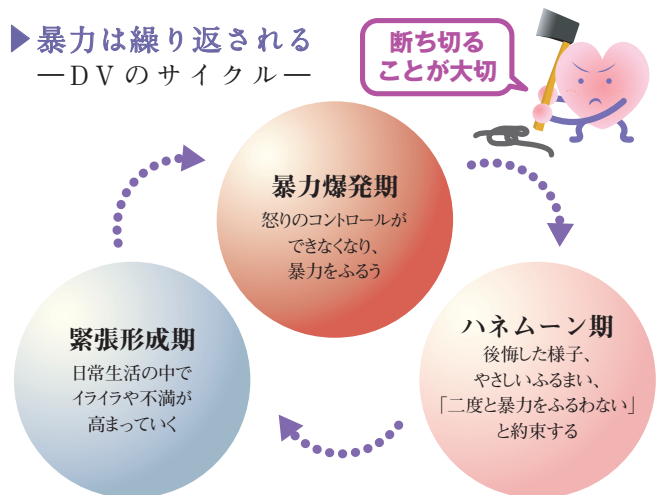 ▶暴力は繰り返される
―DVのサイクル―
断ち切る
ことが大切
暴力爆発期
怒りのコントロールが
できなくなり、
暴力をふるう
緊張形成期
日常生活の中で
イライラや不満が
高まっていく
ハネムーン期
後悔した様子、
やさしいふるまい、
「二度と暴力をふるわない」
と約束する